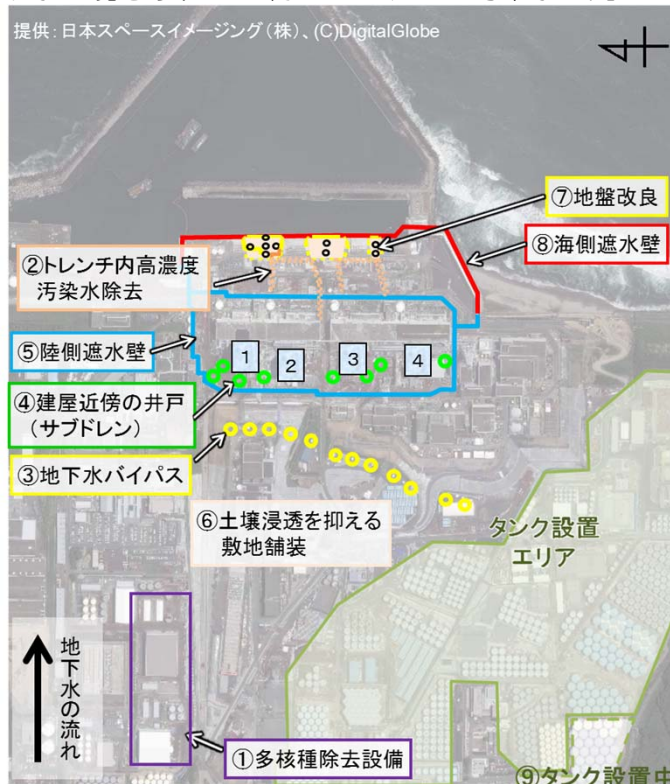 提供：日本スペースイメージング（株）、(C)DigitalGlobe
⑦地盤改良
⑧海側遮水壁
②トレンチ内高濃度
汚染水除去
⑤陸側遮水壁
1
2
3
4
④建屋近傍の井戸
（サブドレン）
③地下水バイパス
⑥土壌浸透を抑える
敷地舗装
タンク設置
エリア
地下水の流れ
①多核種除去設備
⑨タンク設置